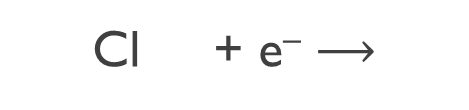 Cl + e⁻ ⟶